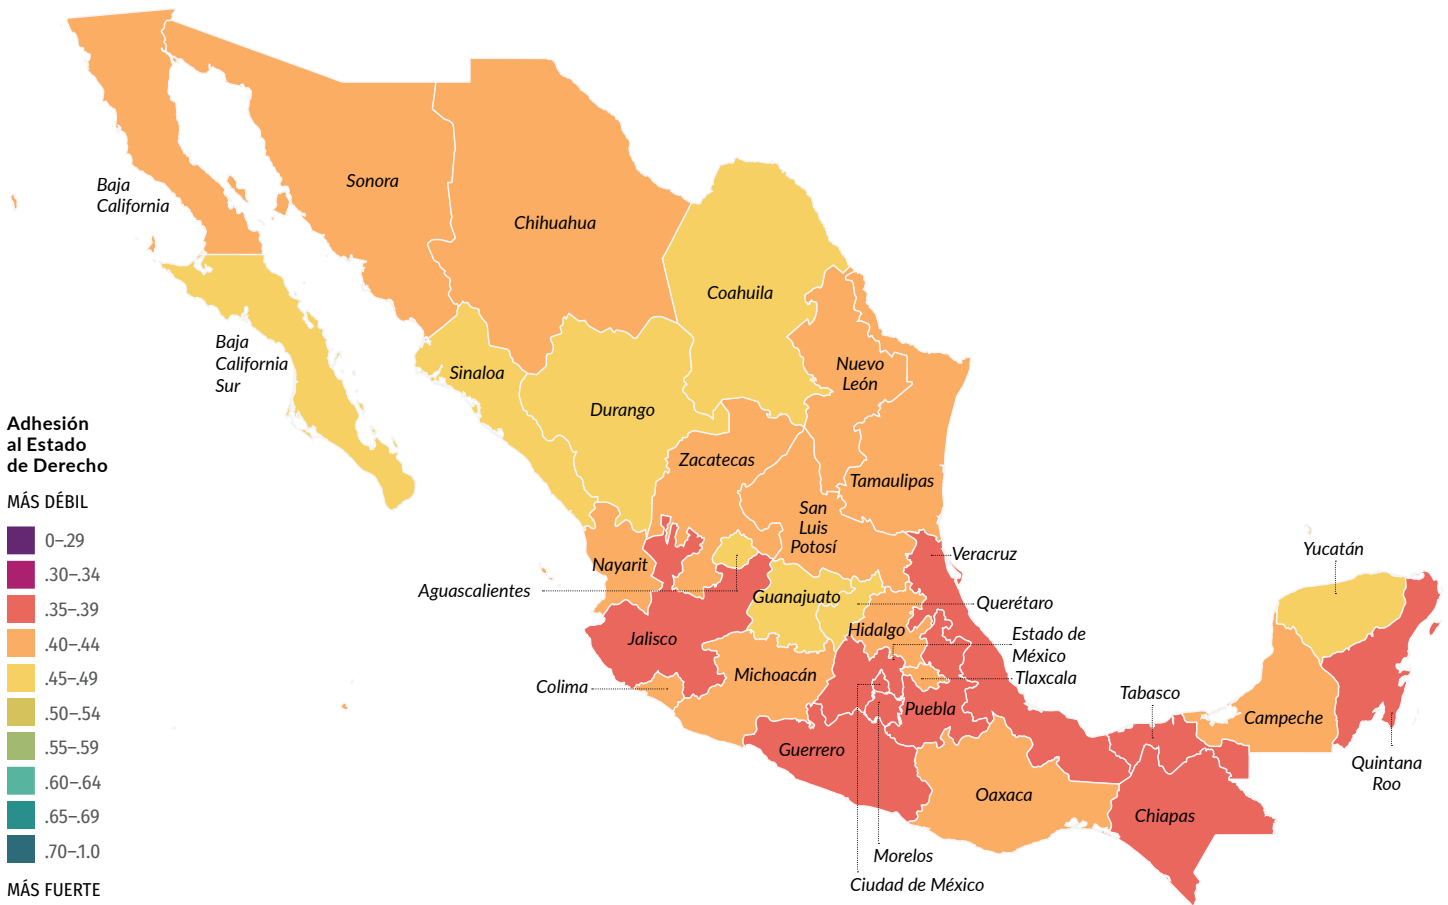 Baja
California
Sonora
Chihuahua
Coahuila
Baja
California
Sur
Sinaloa
Durango
Nuevo
León
Zacatecas
Tamaulipas
San
Luis
Potosí
Nayarit
Veracruz
Yucatán
Aguascalientes
Guanajuato
Querétaro
Hidalgo
Jalisco
Estado de
México
Michoacán
Tlaxcala
Colima
Tabasco
Puebla
Campeche
Guerrero
Quintana
Roo
Oaxaca
Chiapas
Morelos
Ciudad de México
Adhesión
al Estado
de Derecho
MÁS DÉBIL
0–.29
.30–.34
.35–.39
.40–.44
.45–.49
.50–.54
.55–.59
.60–.64
.65–.69
.70–.1.0
MÁS FUERTE